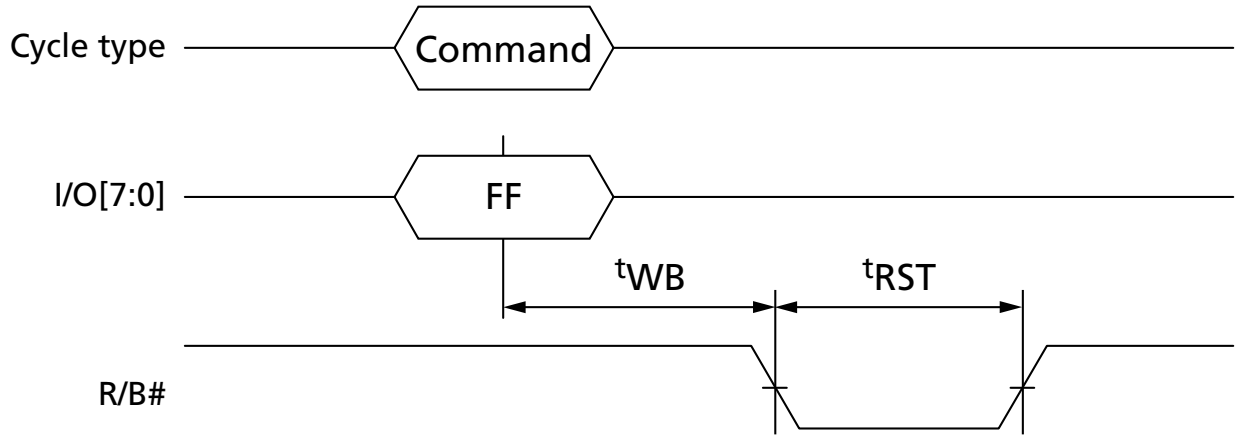 Cycle type
Command
I/O[7:0]
FF
tWB
tRST
R/B#